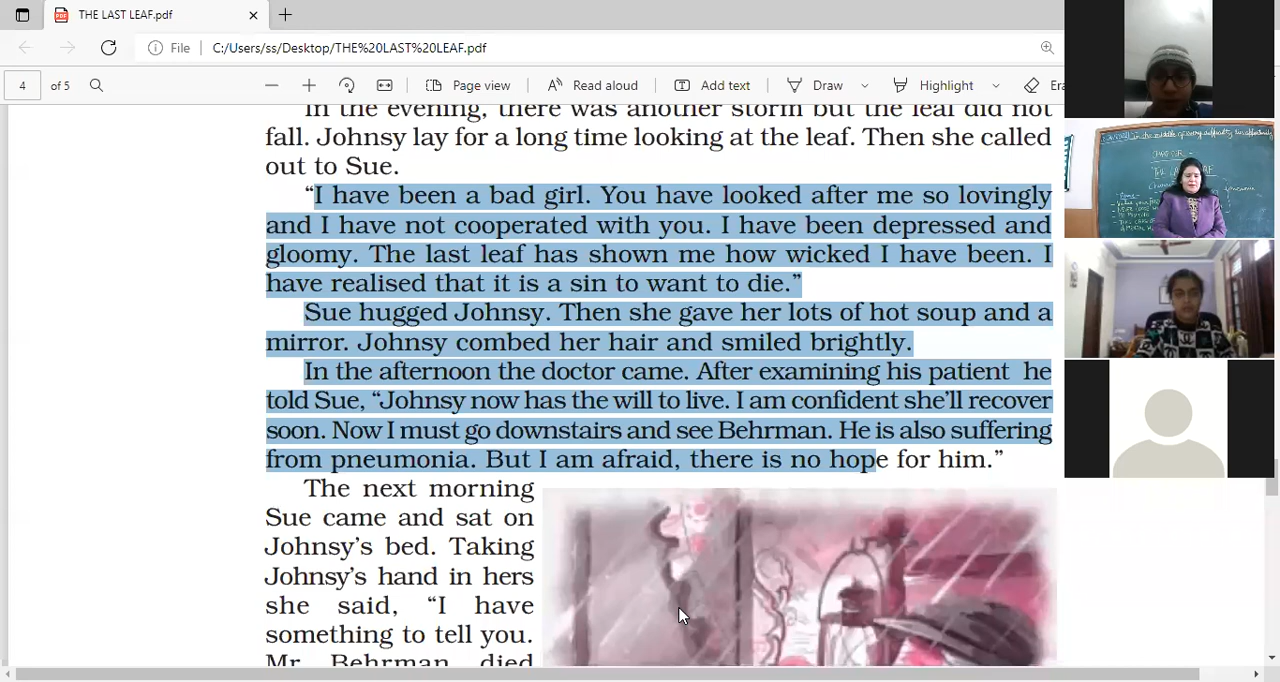 THE LAST LEAF.pdf
File
C:/Users/ss/Desktop/THE%20LAST%20LEAF.pdf
4 of 5
Page view
Read aloud
Add text
Draw
Highlight
Era
In the evening, there was another storm but the leaf did not
fall. Johnsy lay for a long time looking at the leaf. Then she called
out to Sue.
“I have been a bad girl. You have looked after me so lovingly
and I have not cooperated with you. I have been depressed and
gloomy. The last leaf has shown me how wicked I have been. I
have realised that it is a sin to want to die.”
Sue hugged Johnsy. Then she gave her lots of hot soup and a
mirror. Johnsy combed her hair and smiled brightly.
In the afternoon the doctor came. After examining his patient he
told Sue, “Johnsy now has the will to live. I am confident she’ll recover
soon. Now I must go downstairs and see Behrman. He is also suffering
from pneumonia. But I am afraid, there is no hope for him.”
The next morning
Sue came and sat on
Johnsy’s bed. Taking
Johnsy’s hand in hers
she said, “I have
something to tell you.
Mr. Behrman died